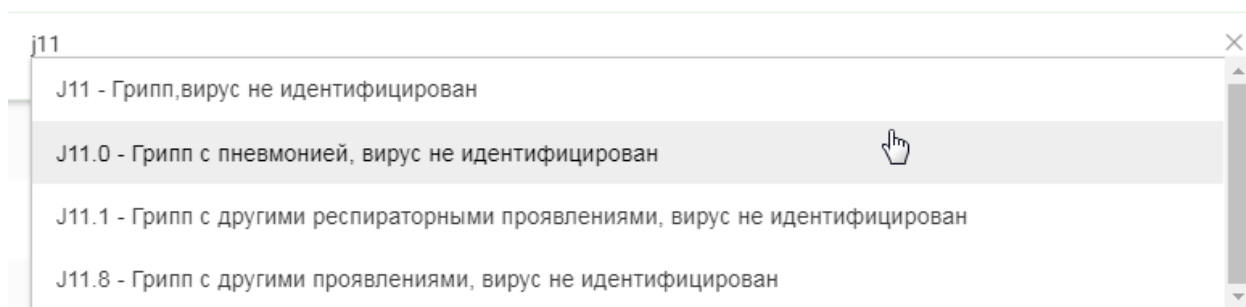 j11
J11 - Грипп,вирус не идентифицирован
J11.0 - Грипп с пневмонией, вирус не идентифицирован
J11.1 - Грипп с другими респираторными проявлениями, вирус не идентифицирован
J11.8 - Грипп с другими проявлениями, вирус не идентифицирован